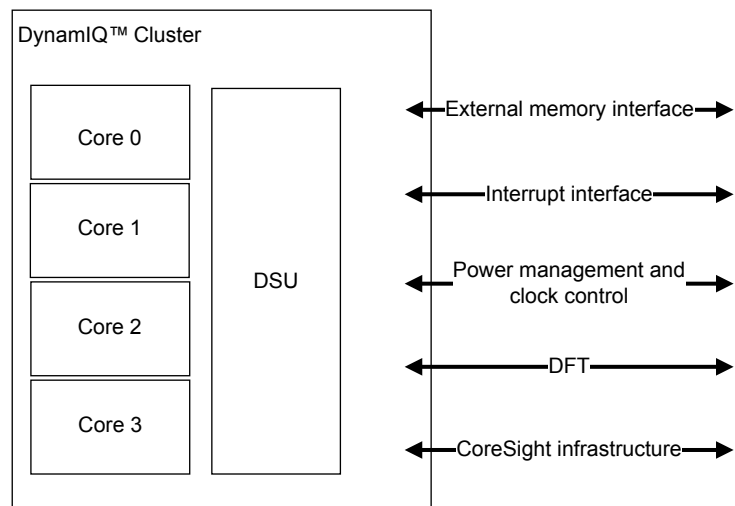 DynamIQ™ Cluster
Core 0
Core 1
Core 2
Core 3
DSU
External memory interface
Interrupt interface
Power management and
clock control
DFT
CoreSight infrastructure